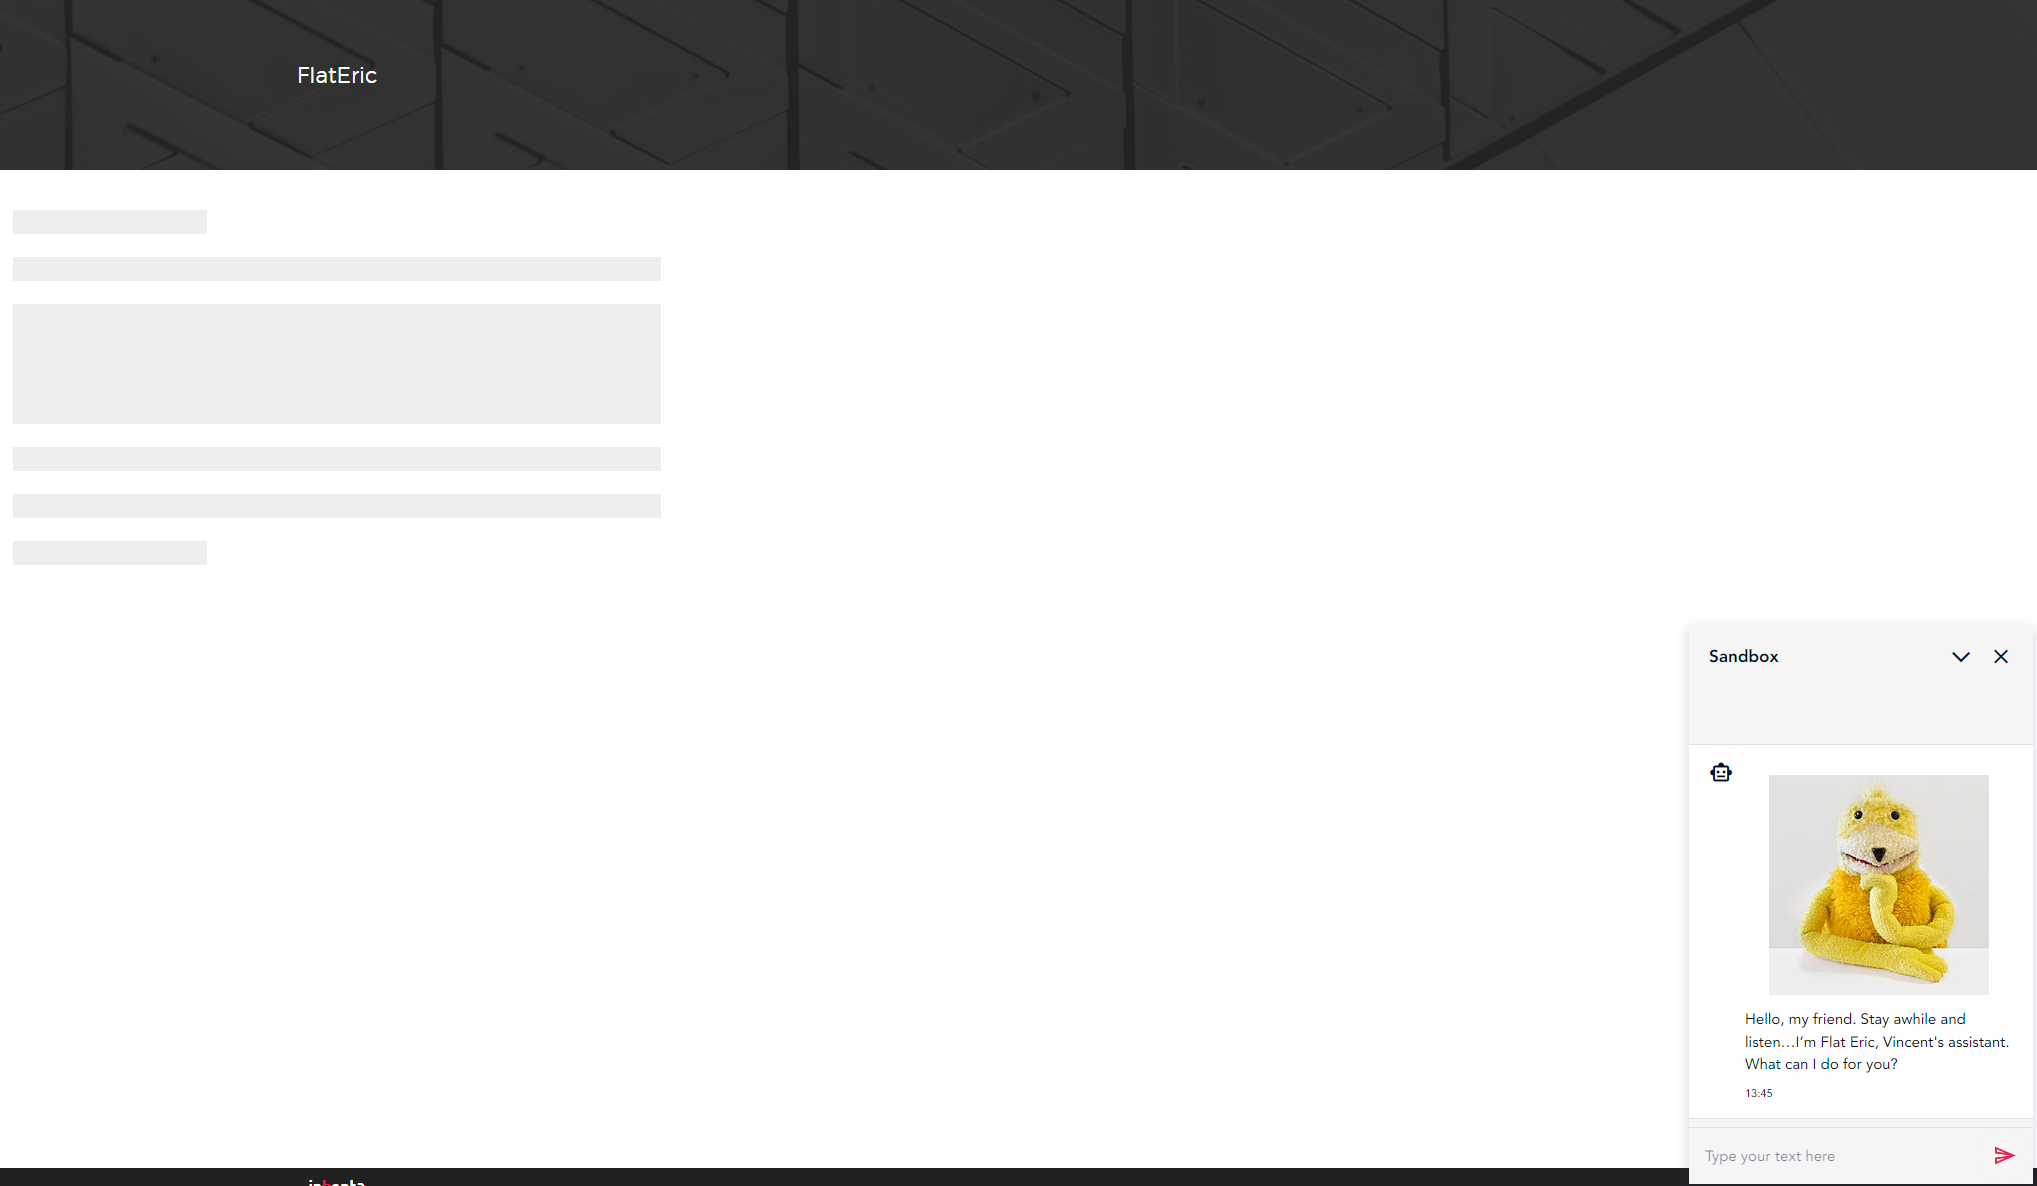 FlatEric
Sandbox
Hello, my friend. Stay awhile and
listen…I’m Flat Eric, Vincent's assistant.
What can I do for you?
13:45
Type your text here